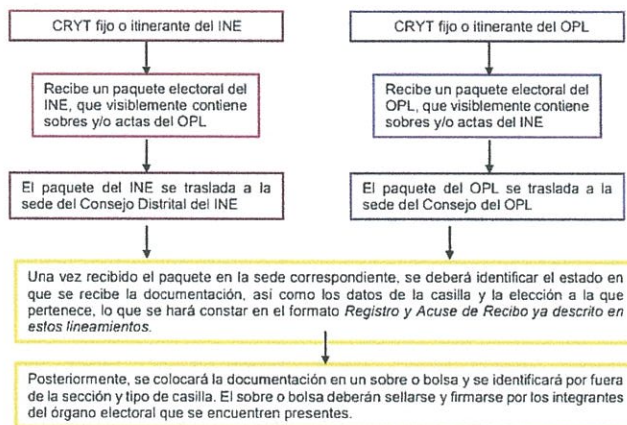 CRYT fijo o itinerante del INE
CRYT fijo o itinerante del OPL
Recibe un paquete electoral del
INE, que visiblemente contiene
sobres y/o actas del OPL
Recibe un paquete electoral del
OPL, que visiblemente contiene
sobres y/o actas del INE
El paquete del INE se traslada a la
sede del Consejo Distrital del INE
El paquete del OPL se traslada a la
sede del Consejo del OPL
Una vez recibido el paquete en la sede correspondiente, se deberá identificar el estado en
que se recibe la documentación, así como los datos de la casilla y la elección a la que
pertenece, lo que se hará constar en el formato Registro y Acuse de Recibo ya descrito en
estos lineamientos.
Posteriormente, se colocará la documentación en un sobre o bolsa y se identificará por fuera
de la sección y tipo de casilla. El sobre o bolsa deberán sellarse y firmarse por los integrantes
del órgano electoral que se encuentren presentes.